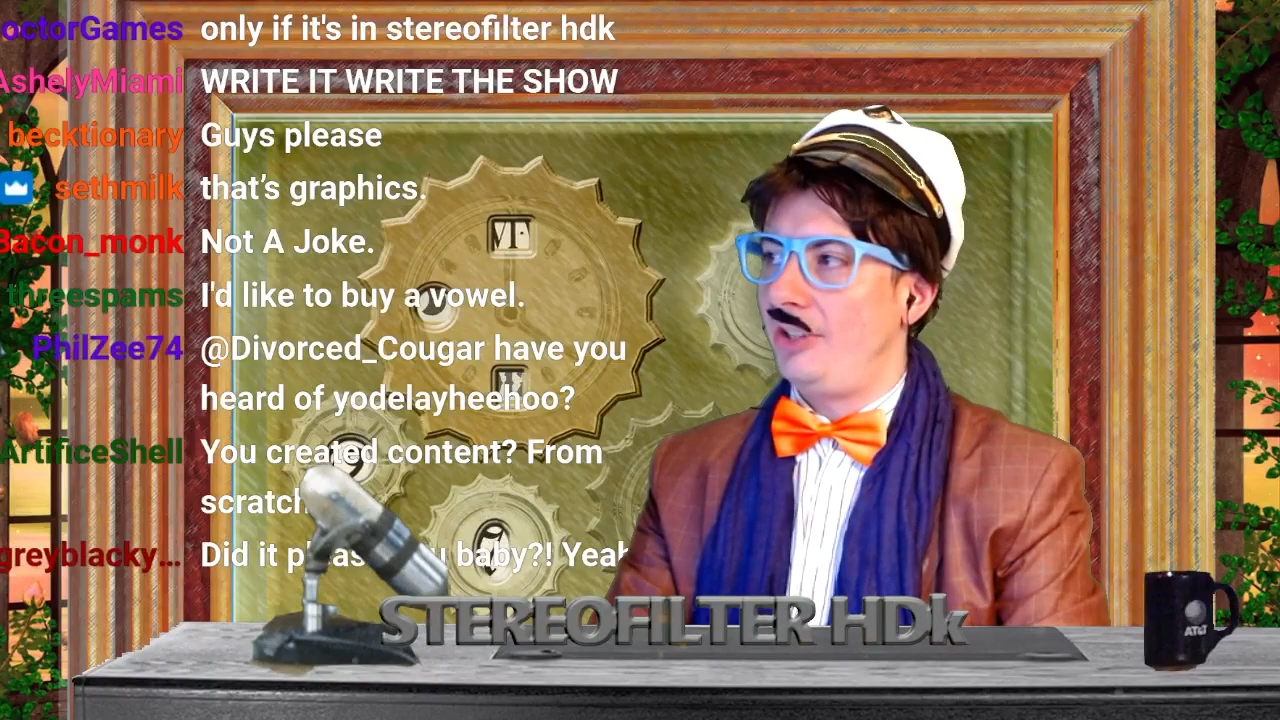 octorGames only if it's in stereofilter hdk
AshelyMiami WRITE IT WRITE THE SHOW
becktionary Guys please
sethmilk that's graphics.
Bacon_monk Not A Joke.
threespams I'd like to buy a vowel.
PhilZee74 @Divorced_Cougar have you
heard of yodelayheehoo?
ArtificeShell You created content? From
scratch
greyblacky… Did it pleas u baby?! Yeah
STEREOFILTER HDk
AT&T